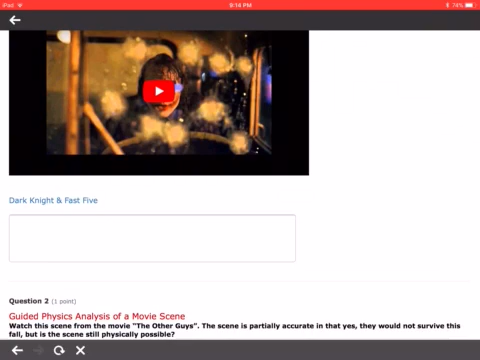 iPad
9:14 PM
74%
Dark Knight & Fast Five
Question 2 (1 point)
Guided Physics Analysis of a Movie Scene
Watch this scene from the movie "The Other Guys". The scene is partially accurate in that yes, they would not survive this
fall, but is the scene still physically possible?